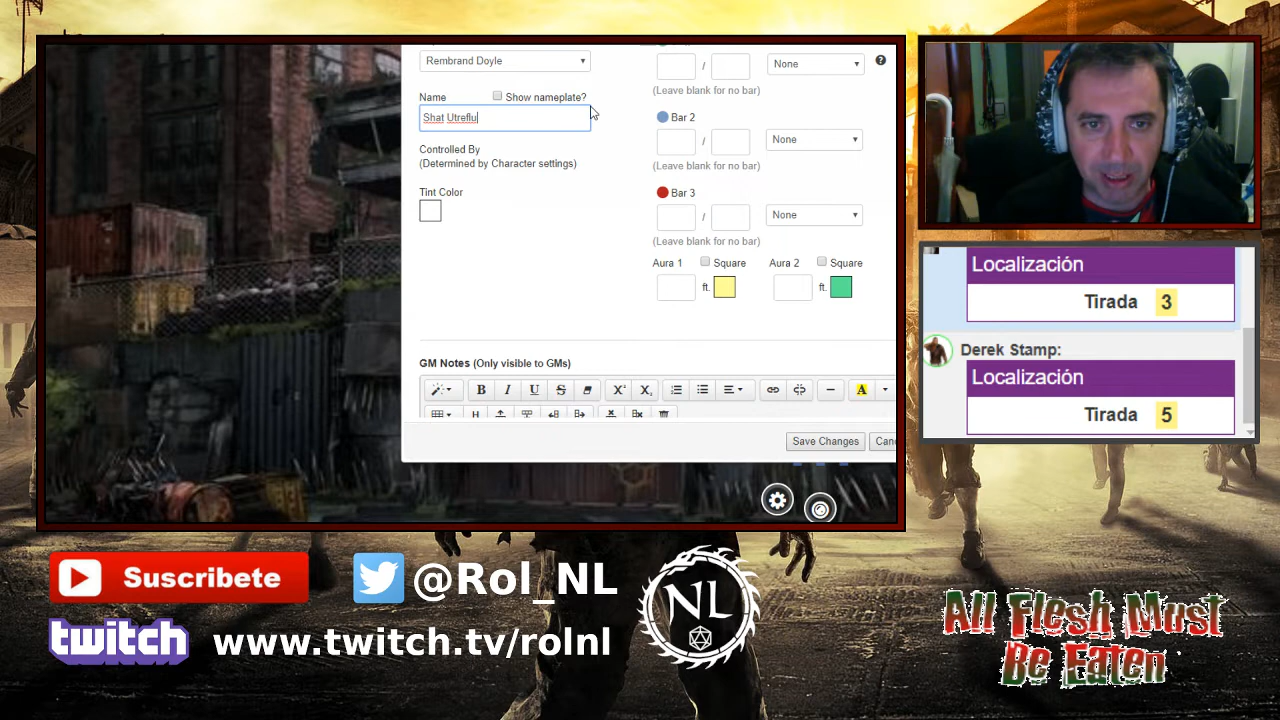 Rembrand Doyle
Name
Show nameplate?
Shat Utreflu
Controlled By
(Determined by Character settings)
Tint Color
/
None
(Leave blank for no bar)
Bar 2
/
None
(Leave blank for no bar)
Bar 3
/
None
(Leave blank for no bar)
Aura 1
Square
Aura 2
Square
ft.
ft.
GM Notes (Only visible to GMs)
B I U S X² X, A
H
Save Changes
Canc
Localización
Tirada 3
Derek Stamp:
Localización
Tirada 5
Suscribete
@Rol_NL
NL
twitch
www.twitch.tv/rolnl
All Flesh Must
Be Eaten